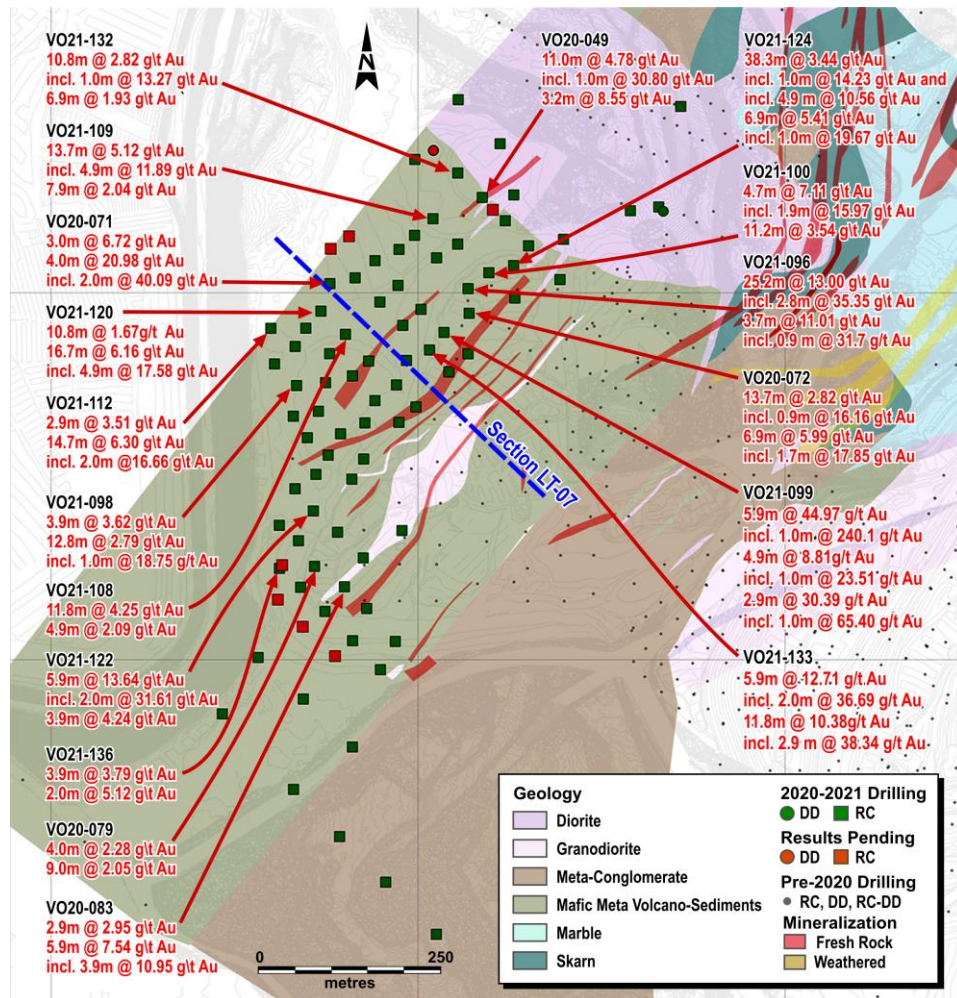 VO21-132
10.8m @ 2.82 g\t Au
incl. 1.0m @ 13.27 g\t Au
6.9m @ 1.93 g\t Au
VO21-109
13.7m @ 5.12 g\t Au
incl. 4.9m @ 11.89 g\t Au
7.9m @ 2.04 g\t Au
VO20-071
3.0m @ 6.72 g\t Au
4.0m @ 20.98 g\t Au
incl. 2.0m @ 40.09 g\t Au
VO21-120
10.8m @ 1.67g/t Au
16.7m @ 6.16 g\t Au
incl. 4.9m @ 17.58 g\t Au
VO21-112
2.9m @ 3.51 g\t Au
14.7m @ 6.30 g\t Au
incl. 2.0m @16.66 g\t Au
VO21-098
3.9m @ 3.62 g\t Au
12.8m @ 2.79 g\t Au
incl. 1.0m @ 18.75 g/t Au
VO21-108
11.8m @ 4.25 g\t Au
4.9m @ 2.09 g\t Au
VO21-122
5.9m @ 13.64 g/t Au
incl. 2.0m @ 31.61 g/t Au
3.9m @ 4.24 g\t Au
VO21-136
3.9m @ 3.79 g\t Au
2.0m @ 5.12 g\t Au
VO20-079
4.0m @ 2.28 g\t Au
9.0m @ 2.05 g\t Au
VO20-083
2.9m @ 2.95 g\t Au
5.9m @ 7.54 g\t Au
incl. 3.9m @ 10.95 g\t Au
N
VO20-049
11.0m @ 4.78 g\t Au
incl. 1.0m @ 30.80 g\t Au
3.2m @ 8.55 g\t Au
VO21-124
38.3m @ 3.44 g\t Au
incl. 1.0m @ 14.23 g\t Au and
incl. 4.9 m @ 10.56 g\t Au
6.9m @ 5.41 g\t Au
incl. 1.0m @ 19.67 g\t Au
VO21-100
4.7m @ 7.11 g\t Au
incl. 1.9m @ 15.97 g\t Au
11.2m @ 3.54 g\t Au
VO21-096
25.2m @ 13.00 g\t Au
incl. 2.8m @ 35.35 g\t Au
3.7m @ 11.01 g\t Au
incl. 0.9 m @ 31.7 g/t Au
VO20-072
13.7m @ 2.82 g\t Au
incl. 0.9m @ 16.16 g\t Au
6.9m @ 5.99 g\t Au
incl. 1.7m @ 17.85 g\t Au
VO21-099
5.9m @ 44.97 g/t Au
incl. 1.0m @ 240.1 g/t Au
4.9m @ 8.81g/t Au
incl. 1.0m @ 23.51 g/t Au
2.9m @ 30.39 g/t Au
incl. 1.0m @ 65.40 g/t Au
VO21-133
5.9m @ 12.71 g/t Au
incl. 2.0m @ 36.69 g/t Au
11.8m @ 10.38g/t Au
incl. 2.9 m @ 38.34 g/t Au
Section LT-07
0 250
metres
Geology
Diorite
Granodiorite
Meta-Conglomerate
Mafic Meta Volcano-Sediments
Marble
Skarn
2020-2021 Drilling
DD RC
Results Pending
DD RC
Pre-2020 Drilling
RC, DD, RC-DD
Mineralization
Fresh Rock
Weathered